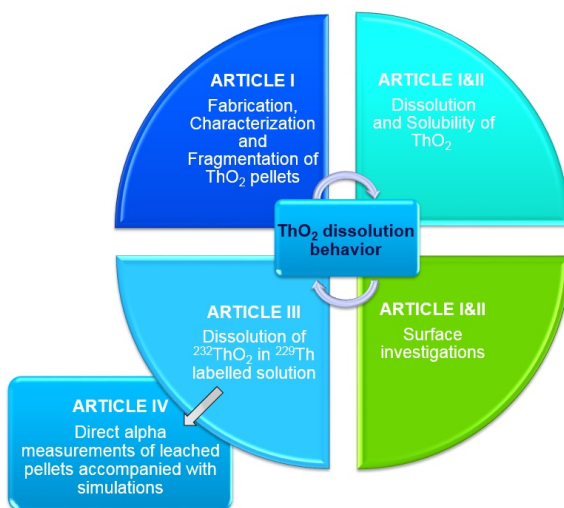 ARTICLE I
Fabrication,
Characterization
and
Fragmentation of
ThO₂ pellets
ARTICLE I&II
Dissolution
and Solubility of
ThO₂
ThO₂ dissolution
behavior
ARTICLE III
Dissolution of
²³²ThO₂ in ²²⁹Th
labelled solution
ARTICLE I&II
Surface
investigations
ARTICLE IV
Direct alpha
measurements of leached
pellets accompanied with
simulations